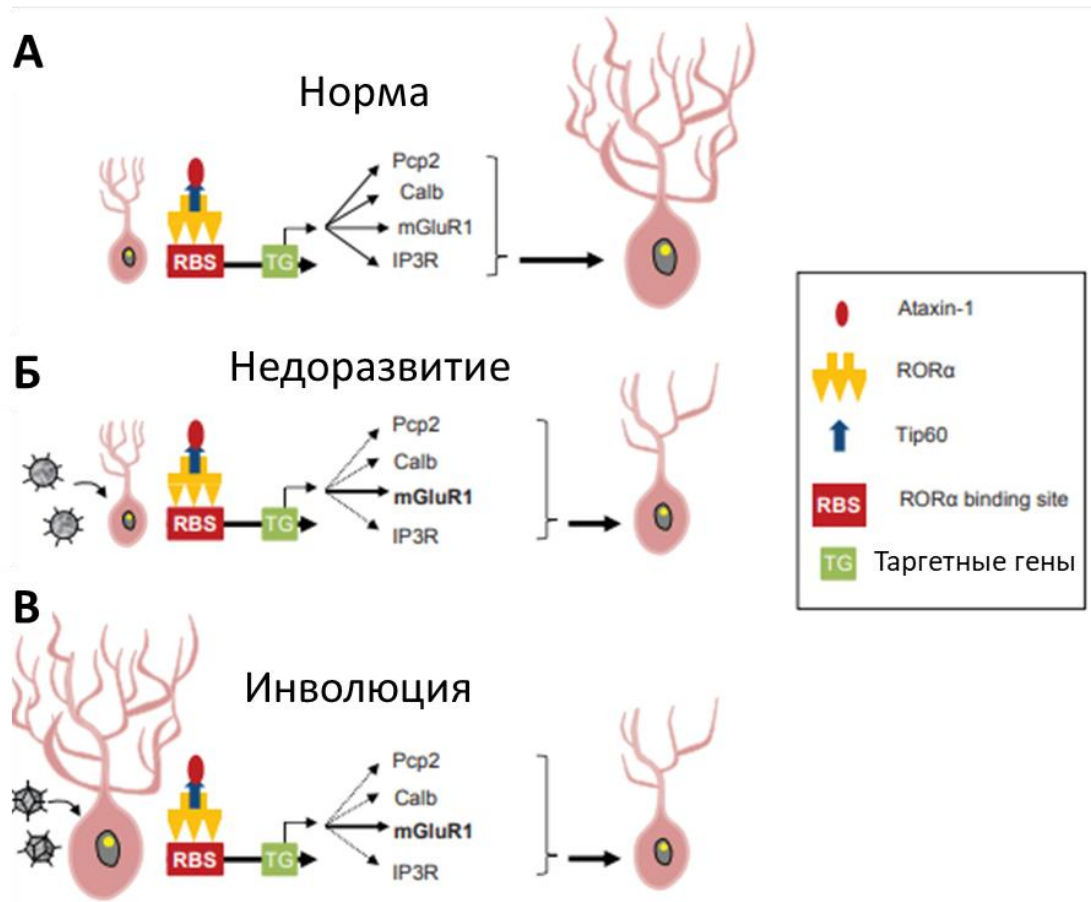 А
Норма
Pcp2
Calb
mGluR1
IP3R
RBS
TG
Б
Недоразвитие
Pcp2
Calb
mGluR1
IP3R
RBS
TG
В
Инволюция
Pcp2
Calb
mGluR1
IP3R
RBS
TG
Ataxin-1
RORα
Tip60
RBS RORα binding site
TG Таргетные гены